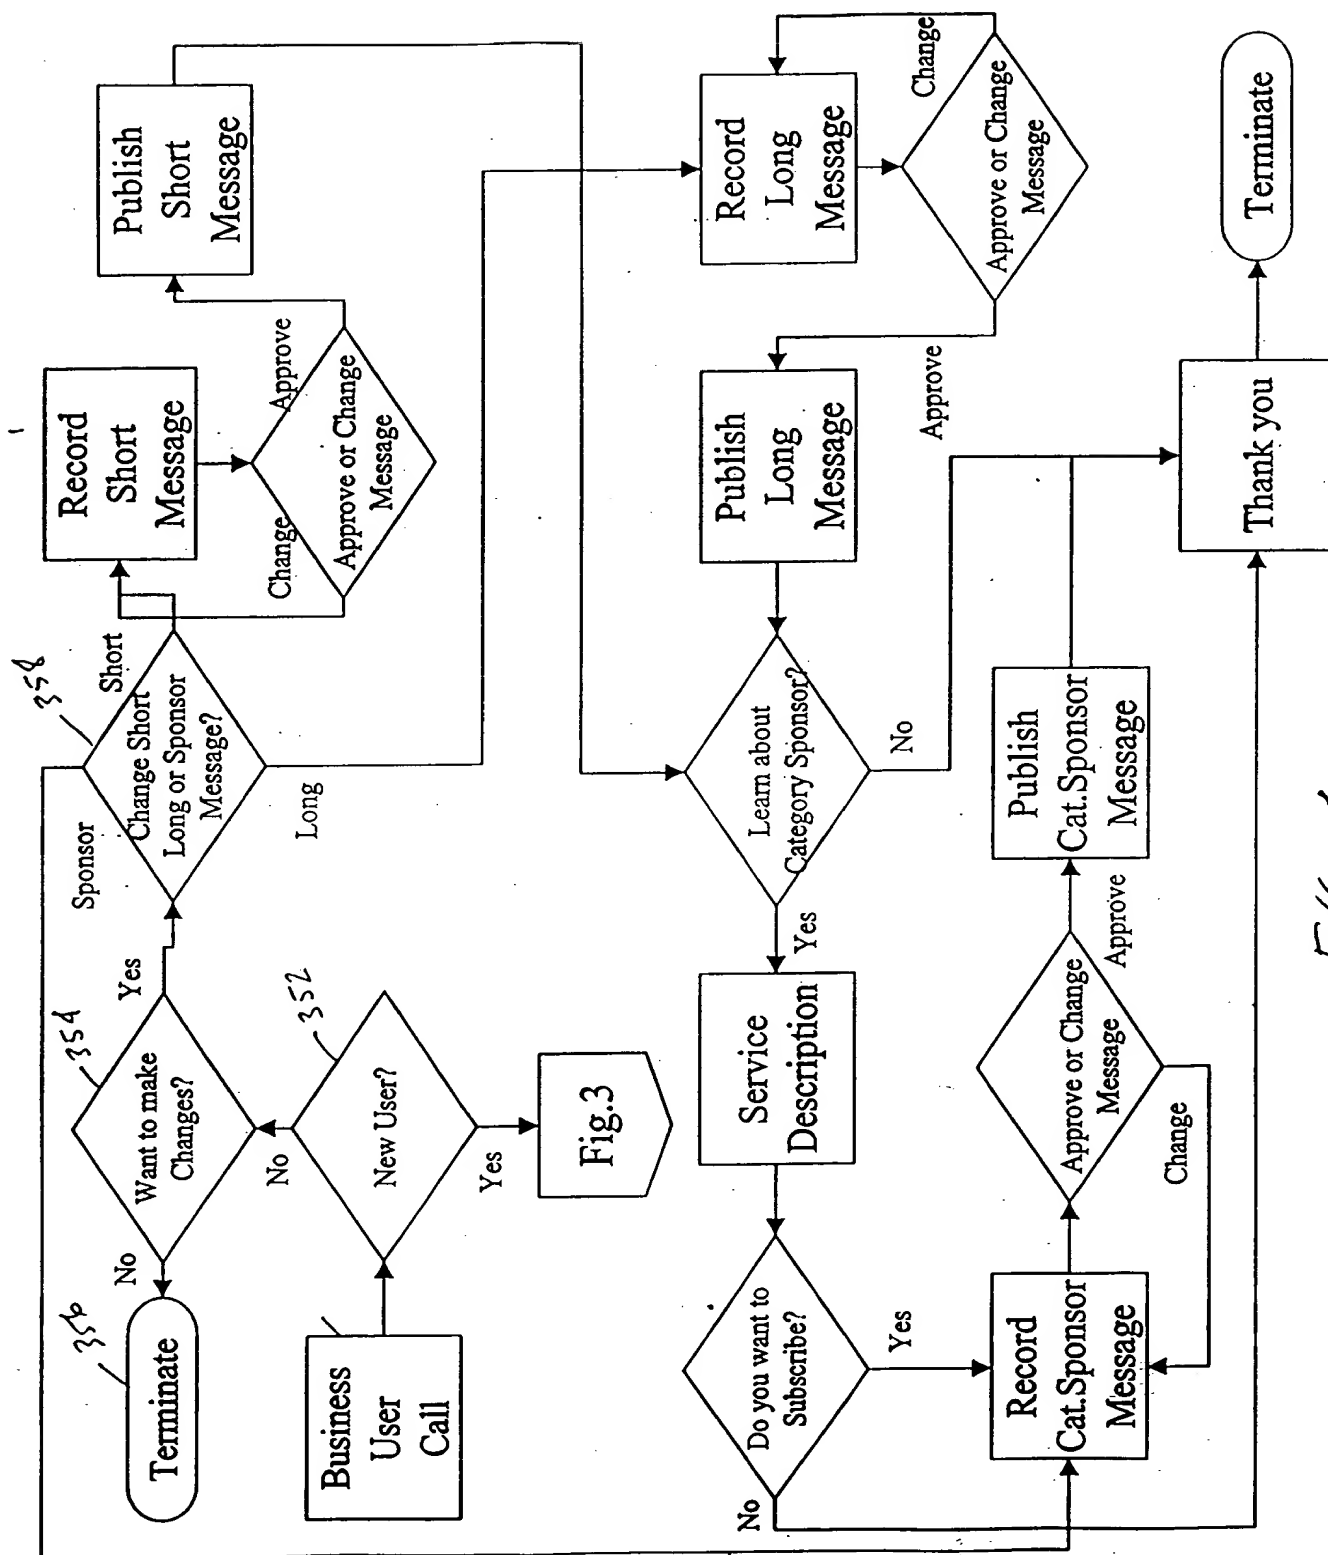 356
Terminate
No
354
Want to make
Changes?
Yes
Sponsor
358
Change Short
Long or Sponsor
Message?
Short
Long
Record
Short
Message
Change
Approve or Change
Message
Approve
Publish
Short
Message
Business
User
Call
352
New User?
No
Yes
Fig.3
Do you want to
Subscribe?
No
Yes
Service
Description
Yes
Learn about
Category Sponsor?
No
Publish
Long
Message
Approve
Record
Long
Message
Change
Approve or Change
Message
Record
Cat.Sponsor
Message
Approve or Change
Message
Change
Approve
Publish
Cat.Sponsor
Message
Thank you
Terminate